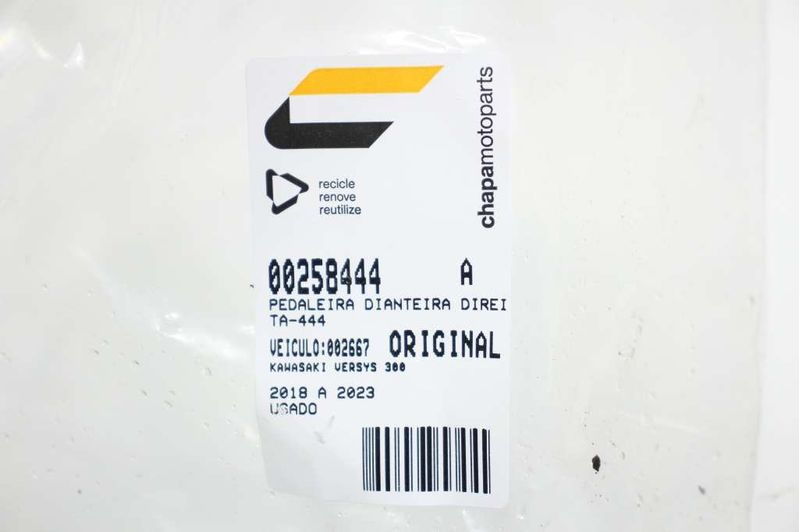 chapamotoparts
recicle
renove
reutilize
00258444 A
PEDALEIRA DIANTEIRA DIREI
TA-444
VEICULO:002667 ORIGINAL
KAWASAKI VERSYS 300
2018 A 2023
USADO